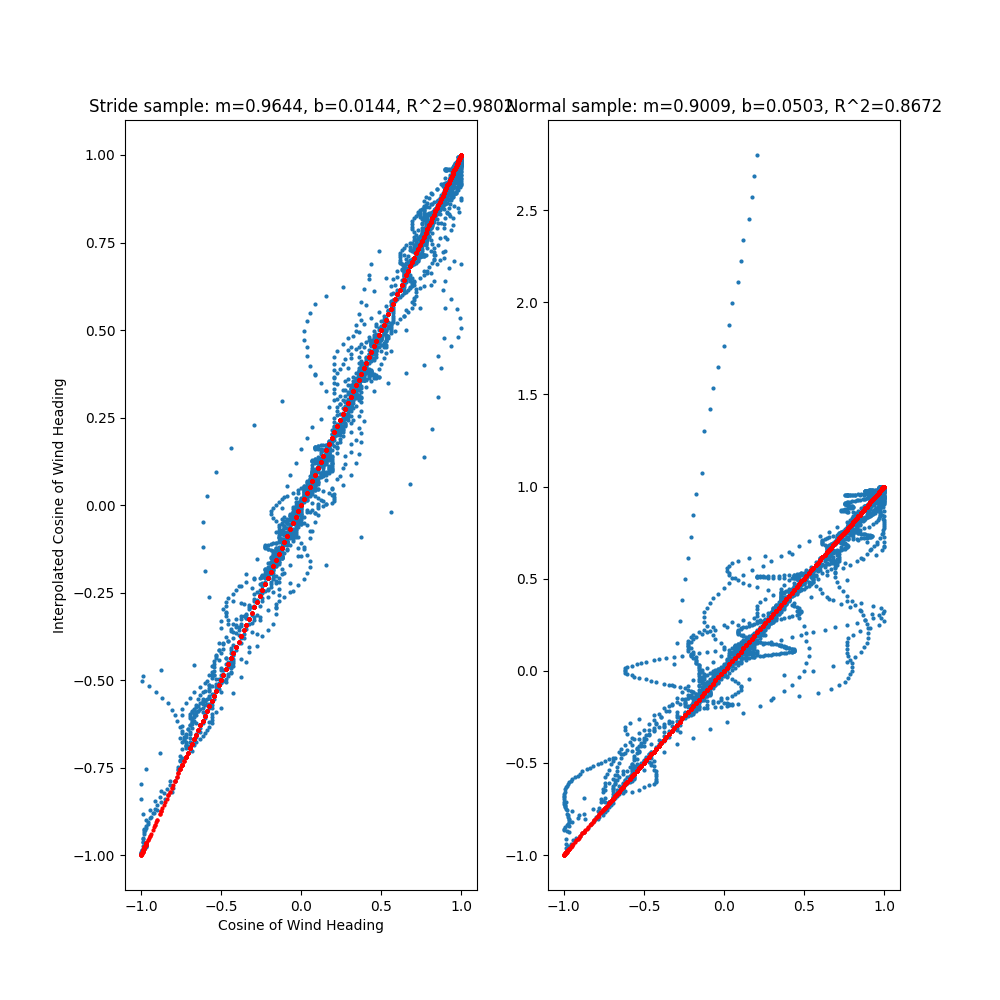 Stride sample: m=0.9644, b=0.0144, R^2=0.9802
Normal sample: m=0.9009, b=0.0503, R^2=0.8672
Interpolated Cosine of Wind Heading
1.00
0.75
0.50
0.25
0.00
−0.25
−0.50
−0.75
−1.00
−1.0 −0.5 0.0 0.5 1.0
Cosine of Wind Heading
2.5
2.0
1.5
1.0
0.5
0.0
−0.5
−1.0
−1.0 −0.5 0.0 0.5 1.0